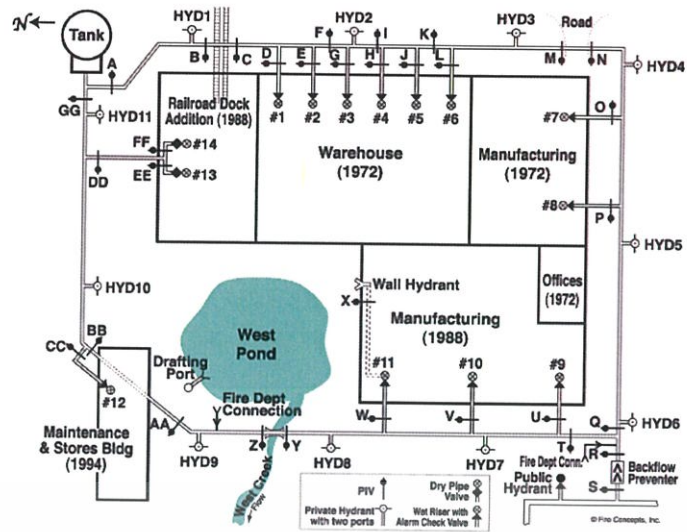 HYD1
F
HYD2
I
K
HYD3
Road
N
Tank
A
B
C
D
E
G
H
J
L
M
N
HYD4
GG
HYD11
Railroad Dock
Addition (1988)
#1
#2
#3
#4
#5
#6
#7
O
FF
#14
Warehouse
(1972)
Manufacturing
(1972)
EE
#13
DD
#8
P
HYD5
HYD10
Wall Hydrant
Offices
(1972)
X
Manufacturing
(1988)
BB
CC
West
Pond
Drafting
Port
#11
#10
#9
#12
Fire Dept
Connection
AA
W
V
U
Q
HYD6
Maintenance
& Stores Bldg
(1994)
HYD9
Z
Y
HYD8
HYD7
T
Fire Dept Conn.
R
Public
Hydrant
Backflow
Preventer
S
West Creek
Flow
PIV
Dry Pipe
Valve
Private Hydrant
with two ports
Wet Riser with
Alarm Check Valve
© Fire Concepts, Inc.